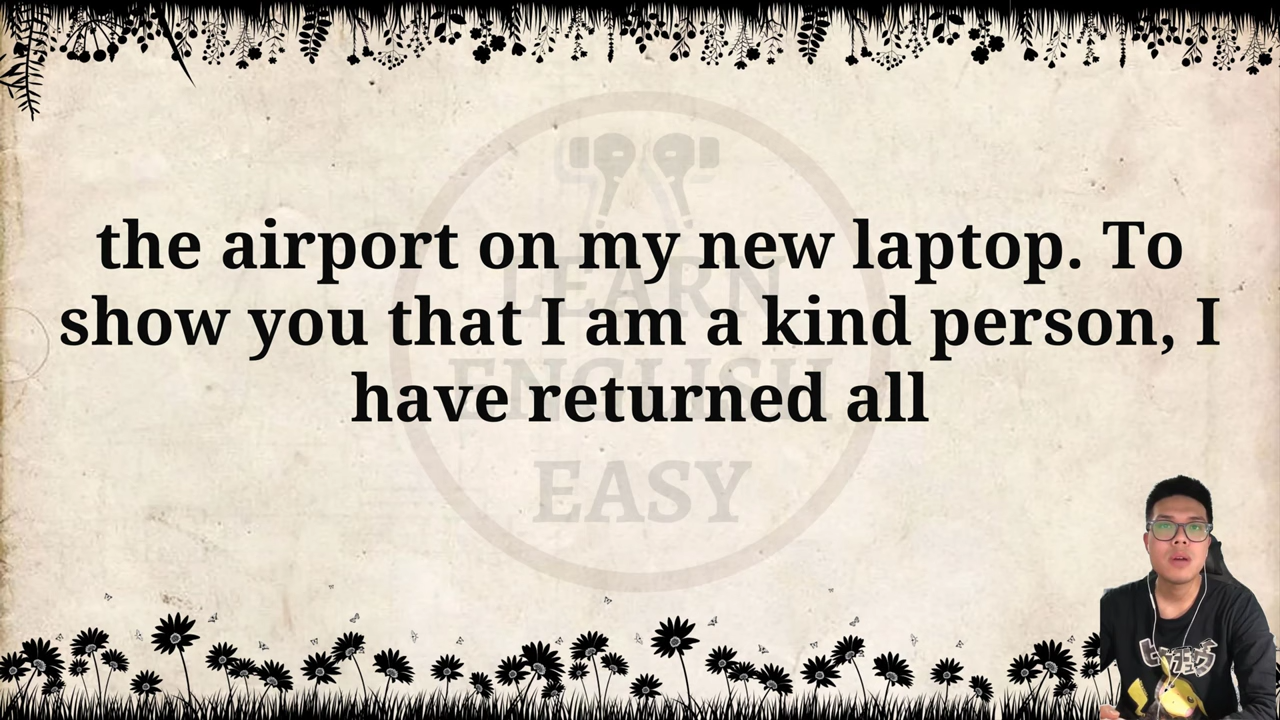 the airport on my new laptop. To
show you that I am a kind person, I
have returned all
LEARN
ENGLISH
EASY